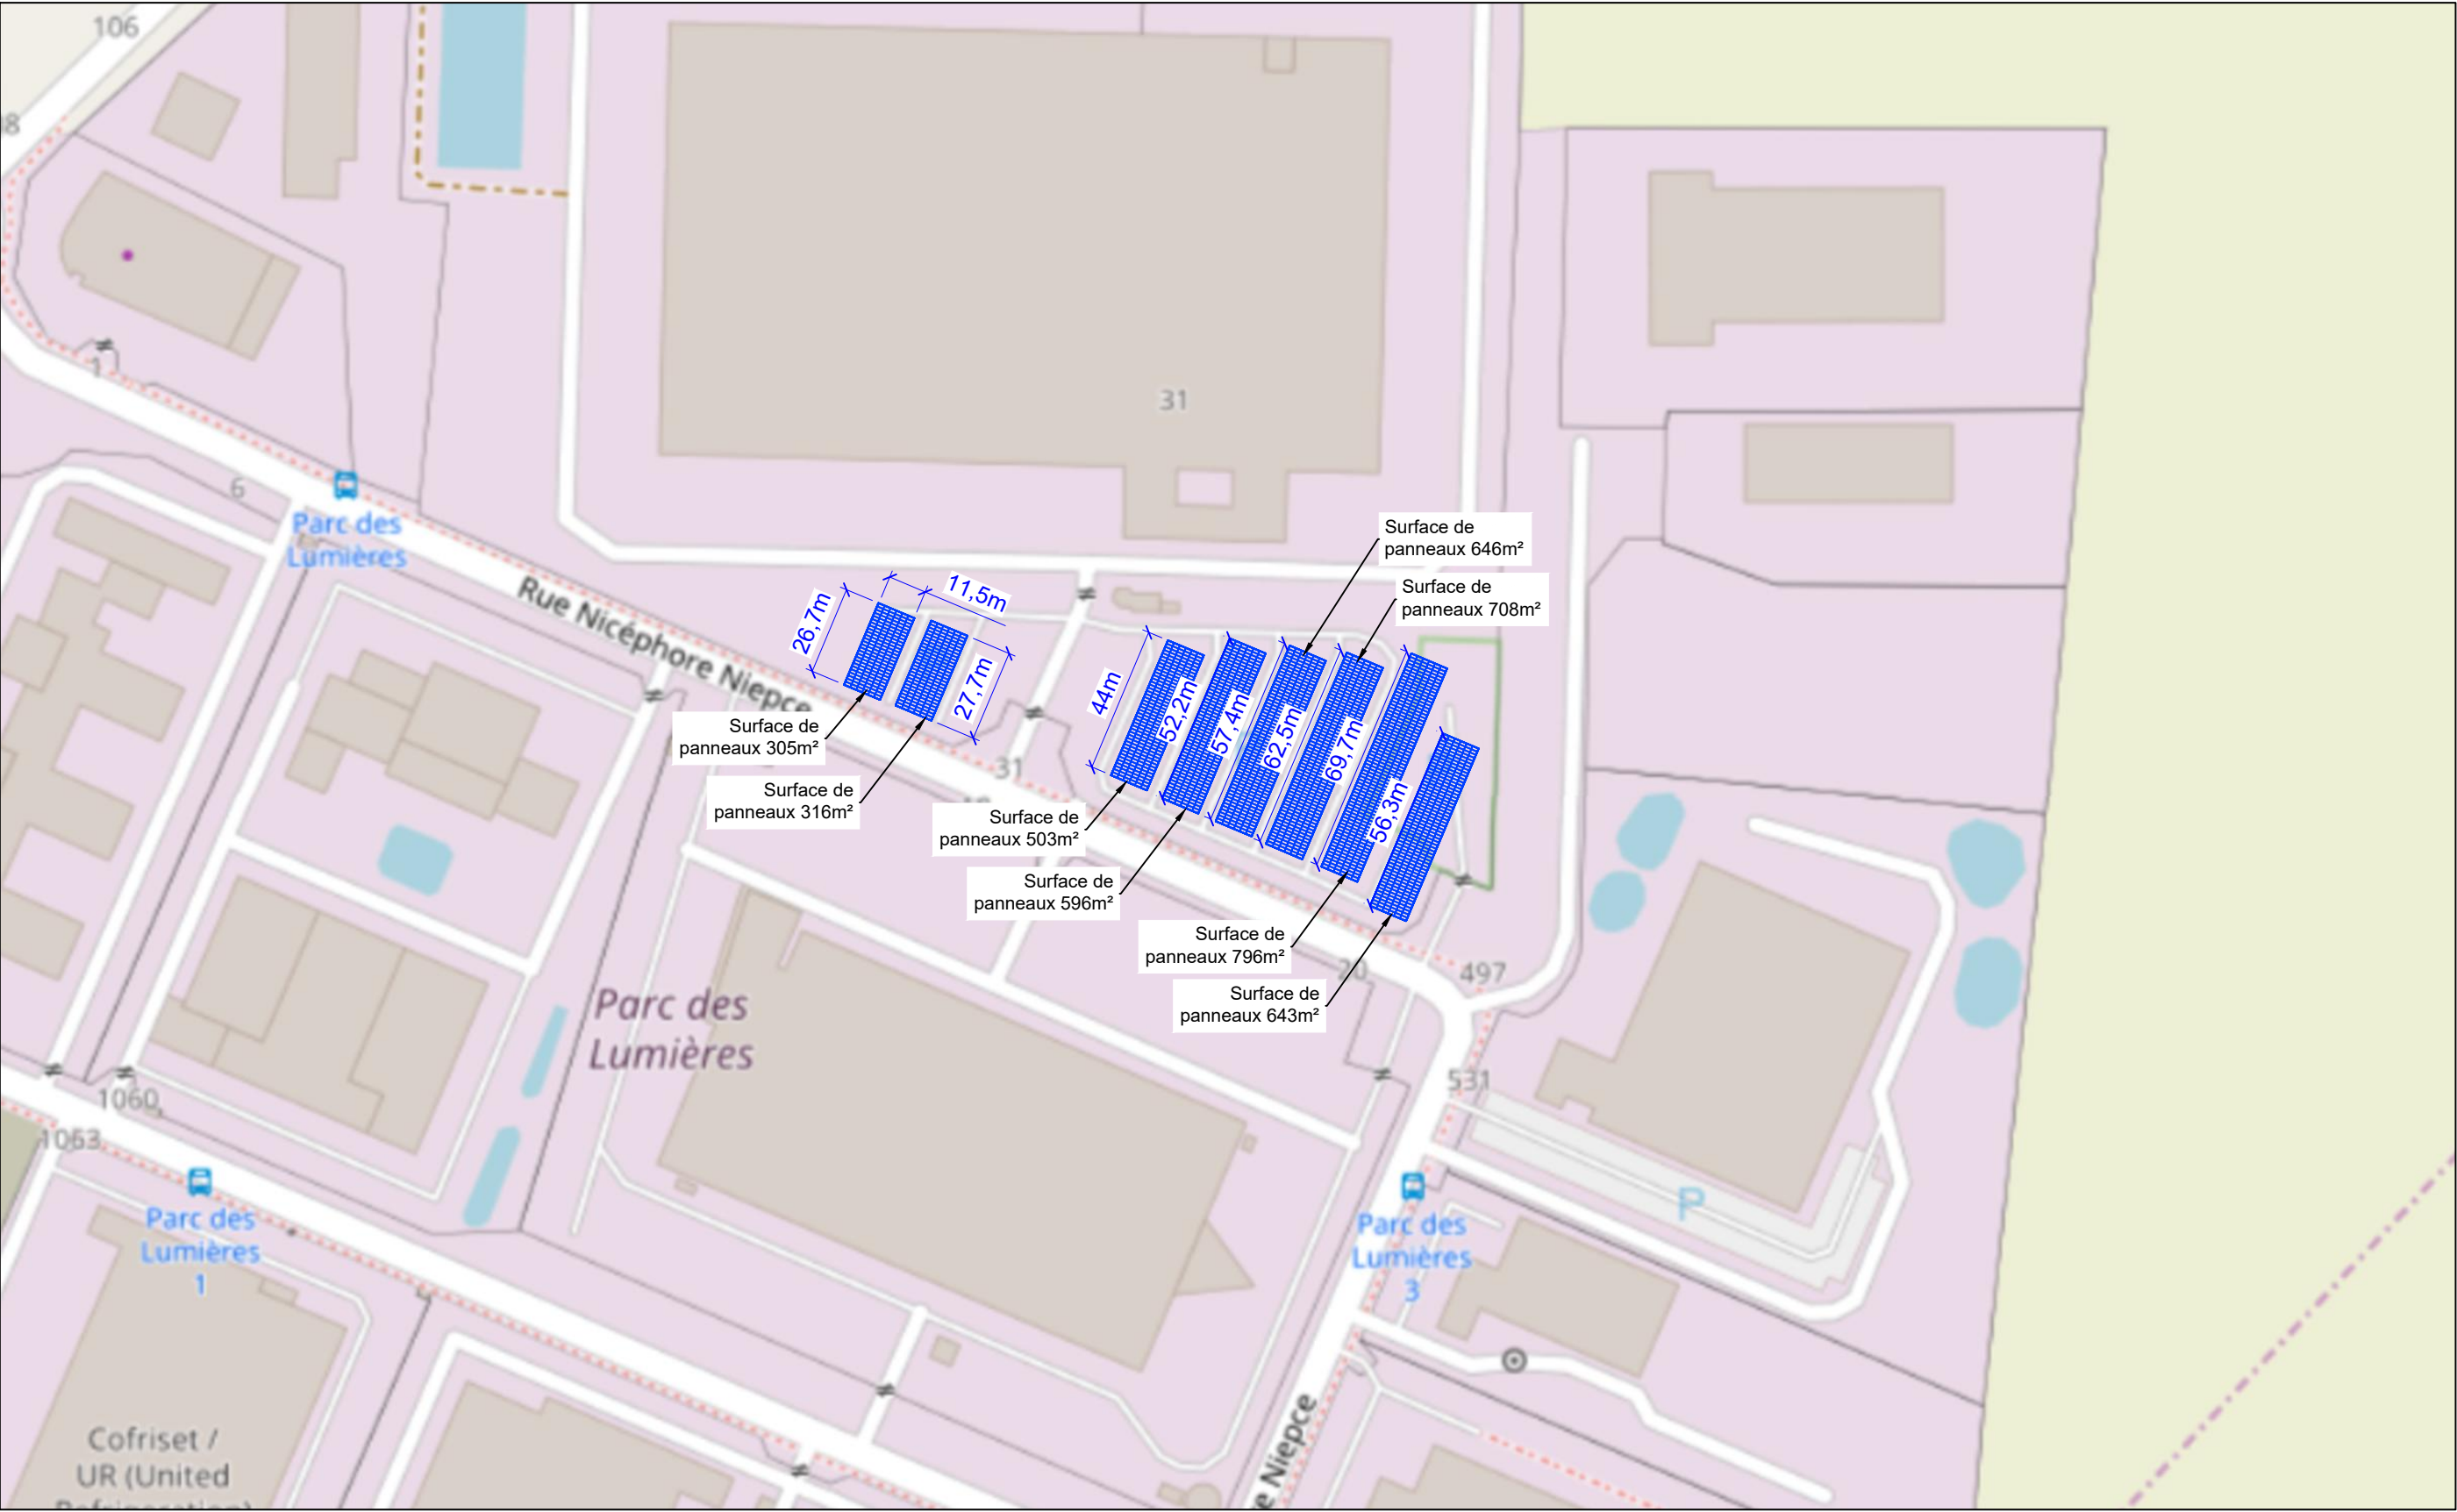 106
1
6
Parc des
Lumières
Rue Nicéphore Niepce
31
Surface de
panneaux 646m²
Surface de
panneaux 708m²
11,5m
26,7m
27,7m
44m
52,2m
57,4m
62,5m
69,7m
56,3m
Surface de
panneaux 305m²
Surface de
panneaux 316m²
31
Surface de
panneaux 503m²
Surface de
panneaux 596m²
Surface de
panneaux 796m²
Surface de
panneaux 643m²
20
497
531
Parc des
Lumières
1060
1063
Parc des
Lumières
1
Parc des
Lumières
3
P
e Niepce
Cofriset /
UR (United
Refrigeration)